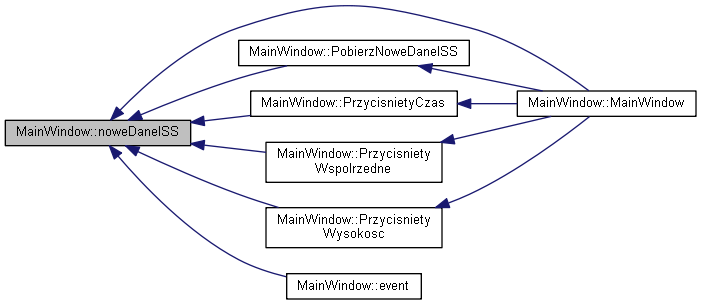 MainWindow::PobierzNoweDaneISS
MainWindow::PrzycisnietyCzas
MainWindow::MainWindow
MainWindow::noweDaneISS
MainWindow::Przycisniety
Wspolrzedne
MainWindow::Przycisniety
Wysokosc
MainWindow::event